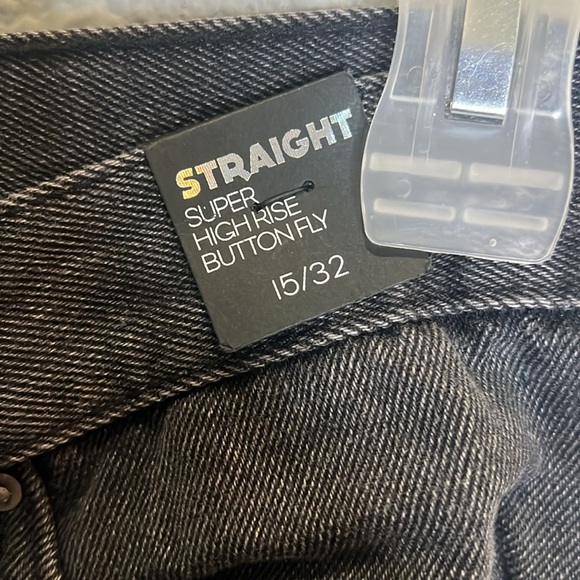 STRAIGHT
SUPER
HIGH RISE
BUTTON FLY
15/32